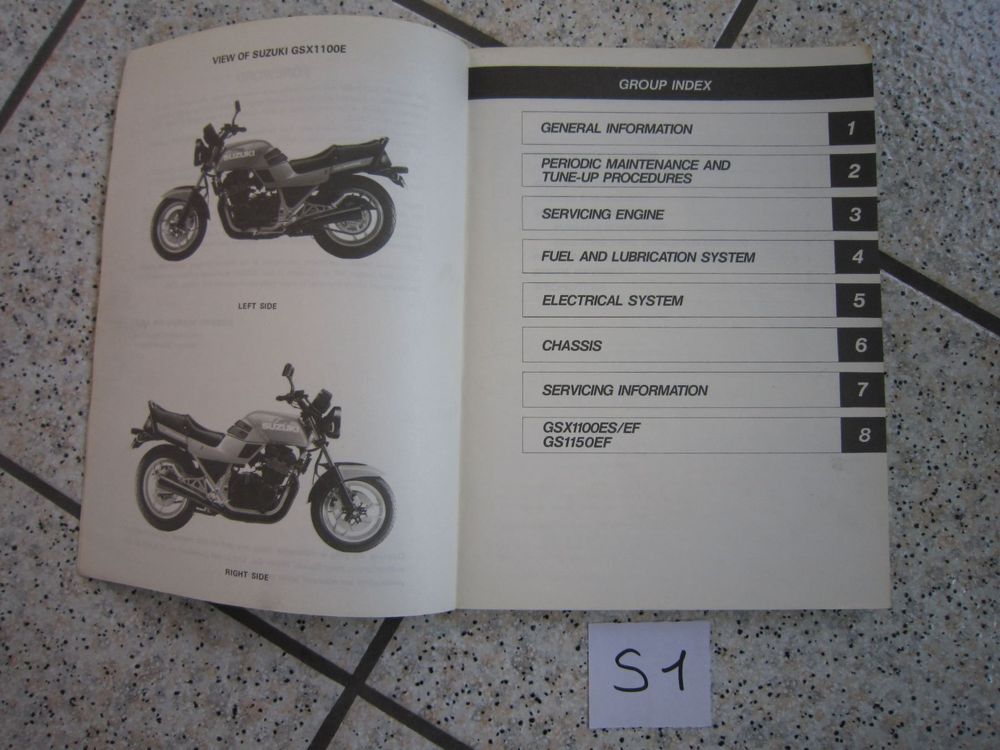 VIEW OF SUZUKI GSX1100E
SUZUKI
LEFT SIDE
SUZUKI
RIGHT SIDE
GROUP INDEX
GENERAL INFORMATION 1
PERIODIC MAINTENANCE AND
TUNE-UP PROCEDURES 2
SERVICING ENGINE 3
FUEL AND LUBRICATION SYSTEM 4
ELECTRICAL SYSTEM 5
CHASSIS 6
SERVICING INFORMATION 7
GSX1100ES/EF
GS1150EF 8
S1